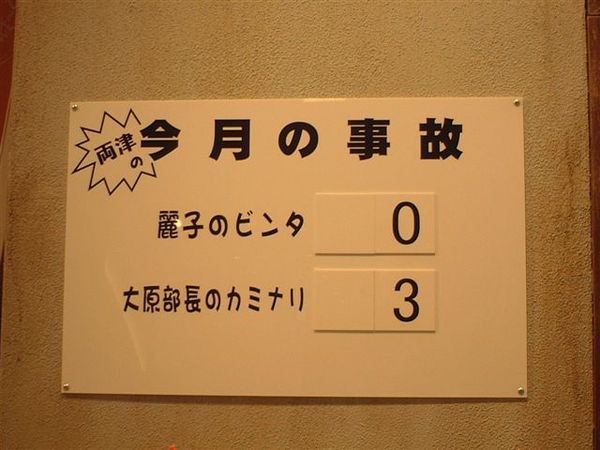 両津の
今月の事故
麗子のビンタ 0
大原部長のカミナリ 3